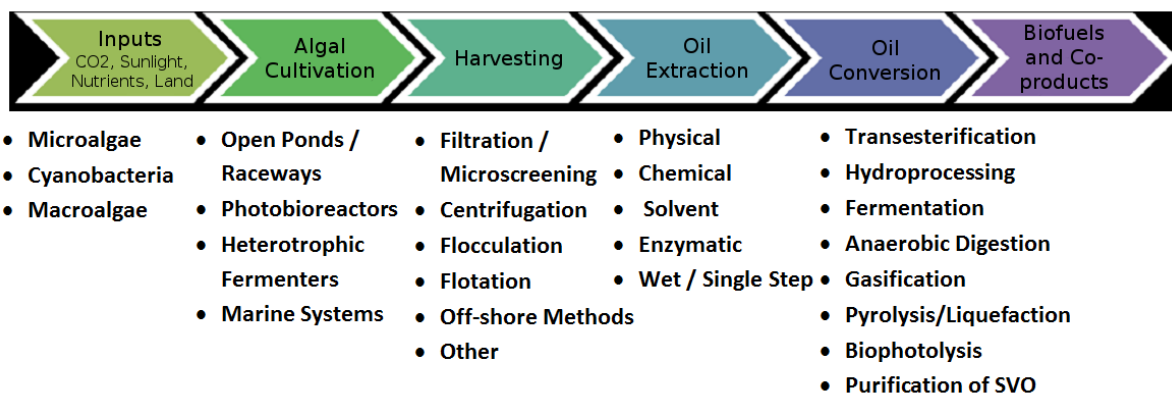 Inputs
CO2, Sunlight,
Nutrients, Land
Algal
Cultivation
Harvesting
Oil
Extraction
Oil
Conversion
Biofuels
and Co-
products
• Microalgae
• Cyanobacteria
• Macroalgae
• Open Ponds /
Raceways
• Photobioreactors
• Heterotrophic
Fermenters
• Marine Systems
• Filtration /
Microscreening
• Centrifugation
• Flocculation
• Flotation
• Off-shore Methods
• Other
• Physical
• Chemical
• Solvent
• Enzymatic
• Wet / Single Step
• Transesterification
• Hydroprocessing
• Fermentation
• Anaerobic Digestion
• Gasification
• Pyrolysis/Liquefaction
• Biophotolysis
• Purification of SVO